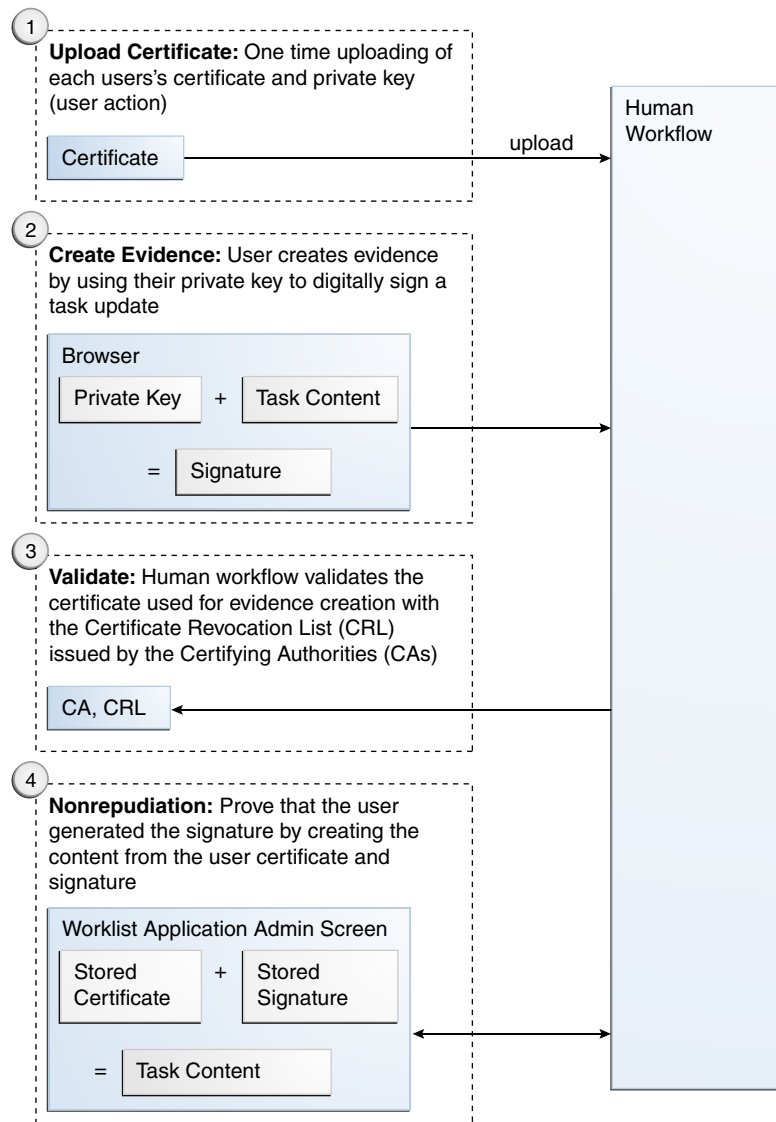 1
Upload Certificate: One time uploading of
each users's certificate and private key
(user action)
Certificate
upload
Human
Workflow
2
Create Evidence: User creates evidence
by using their private key to digitally sign a
task update
Browser
Private Key + Task Content
= Signature
3
Validate: Human workflow validates the
certificate used for evidence creation with
the Certificate Revocation List (CRL)
issued by the Certifying Authorities (CAs)
CA, CRL
4
Nonrepudiation: Prove that the user
generated the signature by creating the
content from the user certificate and
signature
Worklist Application Admin Screen
Stored
Certificate
+
Stored
Signature
= Task Content